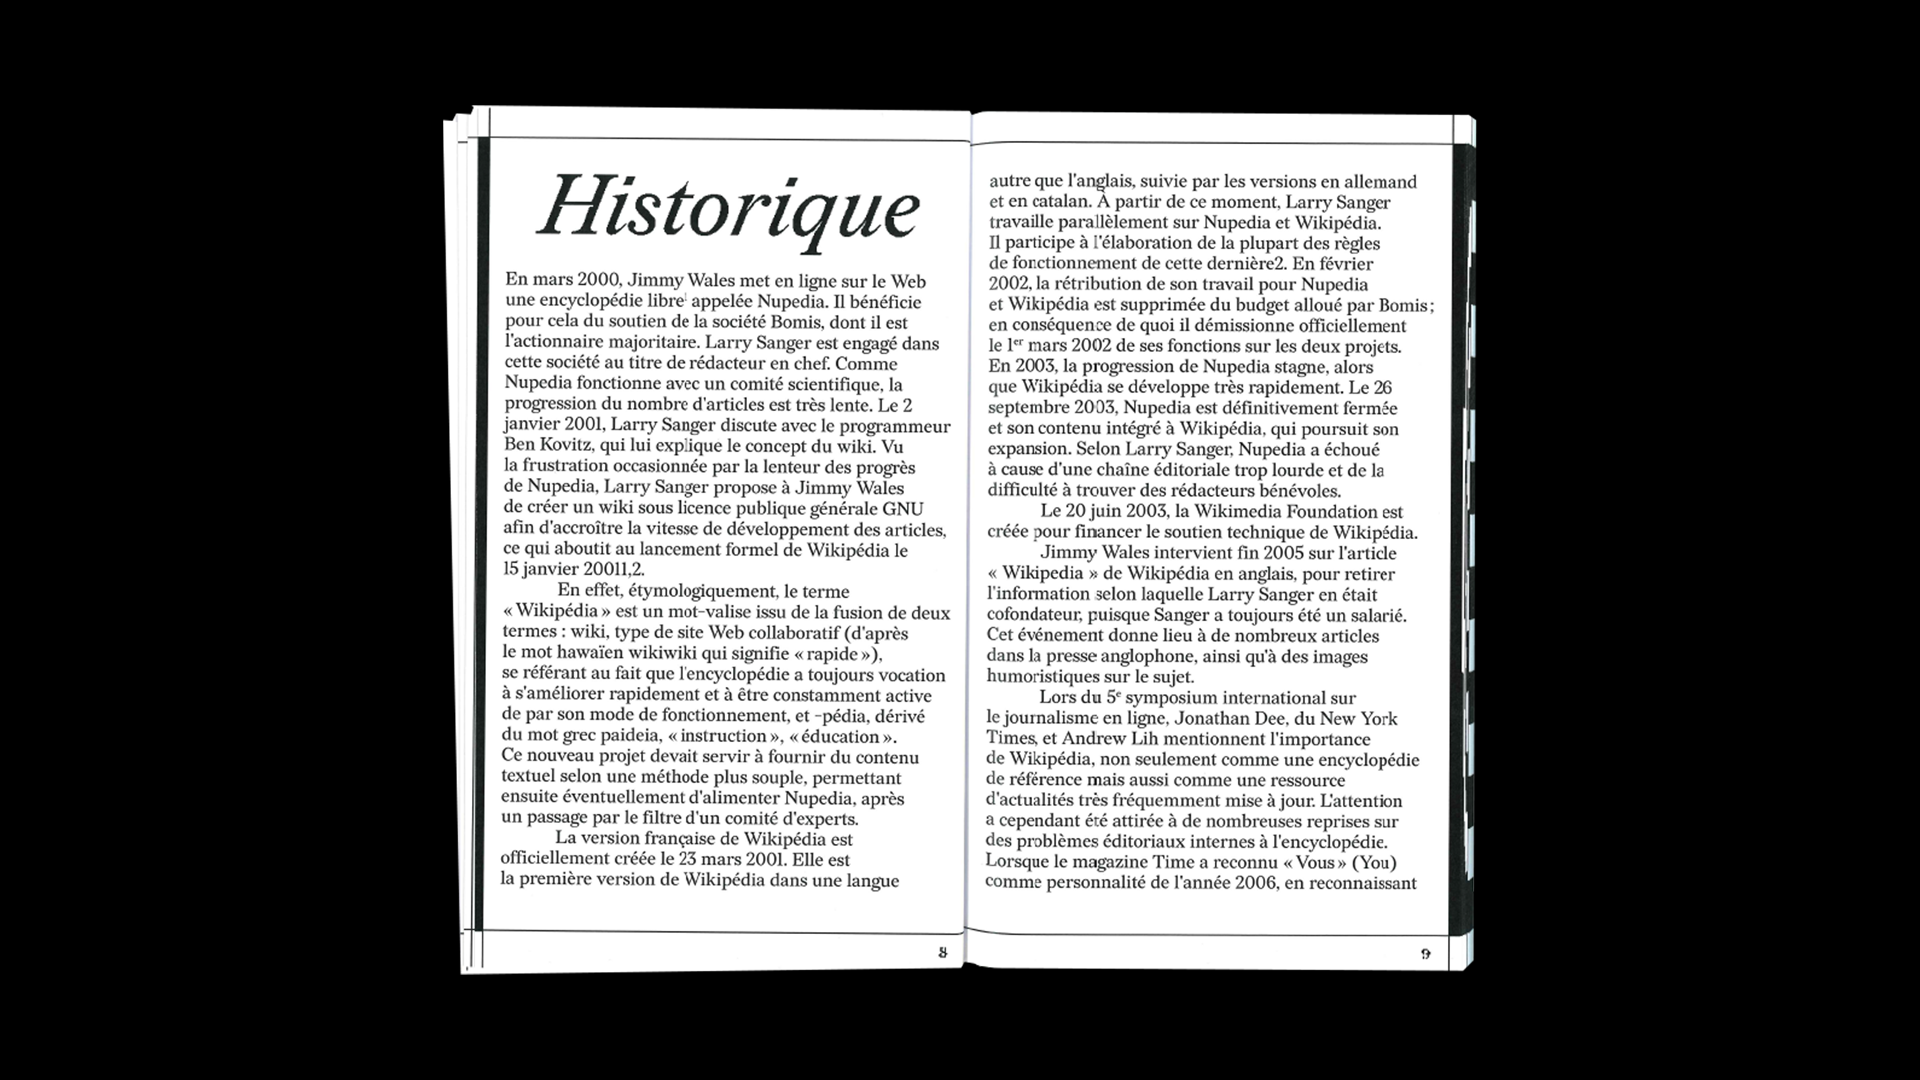 Historique
En mars 2000, Jimmy Wales met en ligne sur le Web
une encyclopédie libre¹ appelée Nupedia. Il bénéficie
pour cela du soutien de la société Bomis, dont il est
l'actionnaire majoritaire. Larry Sanger est engagé dans
cette société au titre de rédacteur en chef. Comme
Nupedia fonctionne avec un comité scientifique, la
progression du nombre d'articles est très lente. Le 2
janvier 2001, Larry Sanger discute avec le programmeur
Ben Kovitz, qui lui explique le concept du wiki. Vu
la frustration occasionnée par la lenteur des progrès
de Nupedia, Larry Sanger propose à Jimmy Wales
de créer un wiki sous licence publique générale GNU
afin d'accroître la vitesse de développement des articles,
ce qui aboutit au lancement formel de Wikipédia le
15 janvier 20011,2.
En effet, étymologiquement, le terme
« Wikipédia » est un mot-valise issu de la fusion de deux
termes : wiki, type de site Web collaboratif (d'après
le mot hawaïen wikiwiki qui signifie « rapide »),
se référant au fait que l'encyclopédie a toujours vocation
à s'améliorer rapidement et à être constamment active
de par son mode de fonctionnement, et -pédia, dérivé
du mot grec paideia, « instruction », « éducation ».
Ce nouveau projet devait servir à fournir du contenu
textuel selon une méthode plus souple, permettant
ensuite éventuellement d'alimenter Nupedia, après
un passage par le filtre d'un comité d'experts.
La version française de Wikipédia est
officiellement créée le 23 mars 2001. Elle est
la première version de Wikipédia dans une langue
8
autre que l'anglais, suivie par les versions en allemand
et en catalan. À partir de ce moment, Larry Sanger
travaille parallèlement sur Nupedia et Wikipédia.
Il participe à l'élaboration de la plupart des règles
de fonctionnement de cette dernière2. En février
2002, la rétribution de son travail pour Nupedia
et Wikipédia est supprimée du budget alloué par Bomis ;
en conséquence de quoi il démissionne officiellement
le 1er mars 2002 de ses fonctions sur les deux projets.
En 2003, la progression de Nupedia stagne, alors
que Wikipédia se développe très rapidement. Le 26
septembre 2003, Nupedia est définitivement fermée
et son contenu intégré à Wikipédia, qui poursuit son
expansion. Selon Larry Sanger, Nupedia a échoué
à cause d'une chaîne éditoriale trop lourde et de la
difficulté à trouver des rédacteurs bénévoles.
Le 20 juin 2003, la Wikimedia Foundation est
créée pour financer le soutien technique de Wikipédia.
Jimmy Wales intervient fin 2005 sur l'article
« Wikipedia » de Wikipédia en anglais, pour retirer
l'information selon laquelle Larry Sanger en était
cofondateur, puisque Sanger a toujours été un salarié.
Cet événement donne lieu à de nombreux articles
dans la presse anglophone, ainsi qu'à des images
humoristiques sur le sujet.
Lors du 5e symposium international sur
le journalisme en ligne, Jonathan Dee, du New York
Times, et Andrew Lih mentionnent l'importance
de Wikipédia, non seulement comme une encyclopédie
de référence mais aussi comme une ressource
d'actualités très fréquemment mise à jour. L'attention
a cependant été attirée à de nombreuses reprises sur
des problèmes éditoriaux internes à l'encyclopédie.
Lorsque le magazine Time a reconnu « Vous » (You)
comme personnalité de l'année 2006, en reconnaissant
9